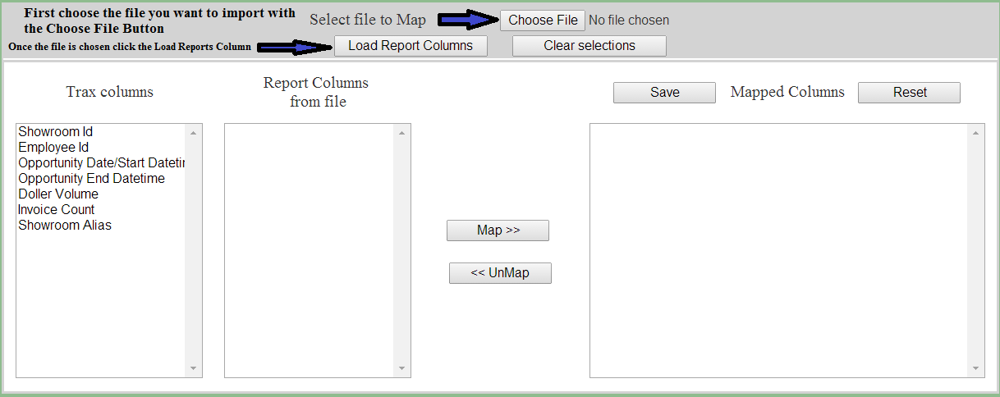 First choose the file you want to import with
the Choose File Button
Select file to Map
Choose File
No file chosen
Once the file is chosen click the Load Reports Column
Load Report Columns
Clear selections
Trax columns
Report Columns
from file
Save
Mapped Columns
Reset
Showroom Id
Employee Id
Opportunity Date/Start Datetin
Opportunity End Datetime
Doller Volume
Invoice Count
Showroom Alias
Map >>
<< UnMap